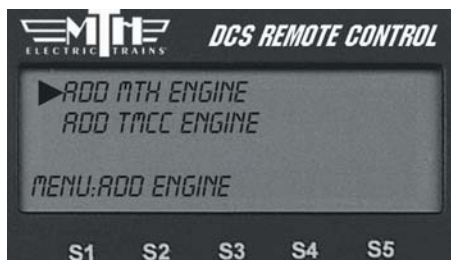 MTH
ELECTRIC TRAINS
DCS REMOTE CONTROL
ADD MTH ENGINE
ADD TMCC ENGINE
MENU:ADD ENGINE
S1 S2 S3 S4 S5